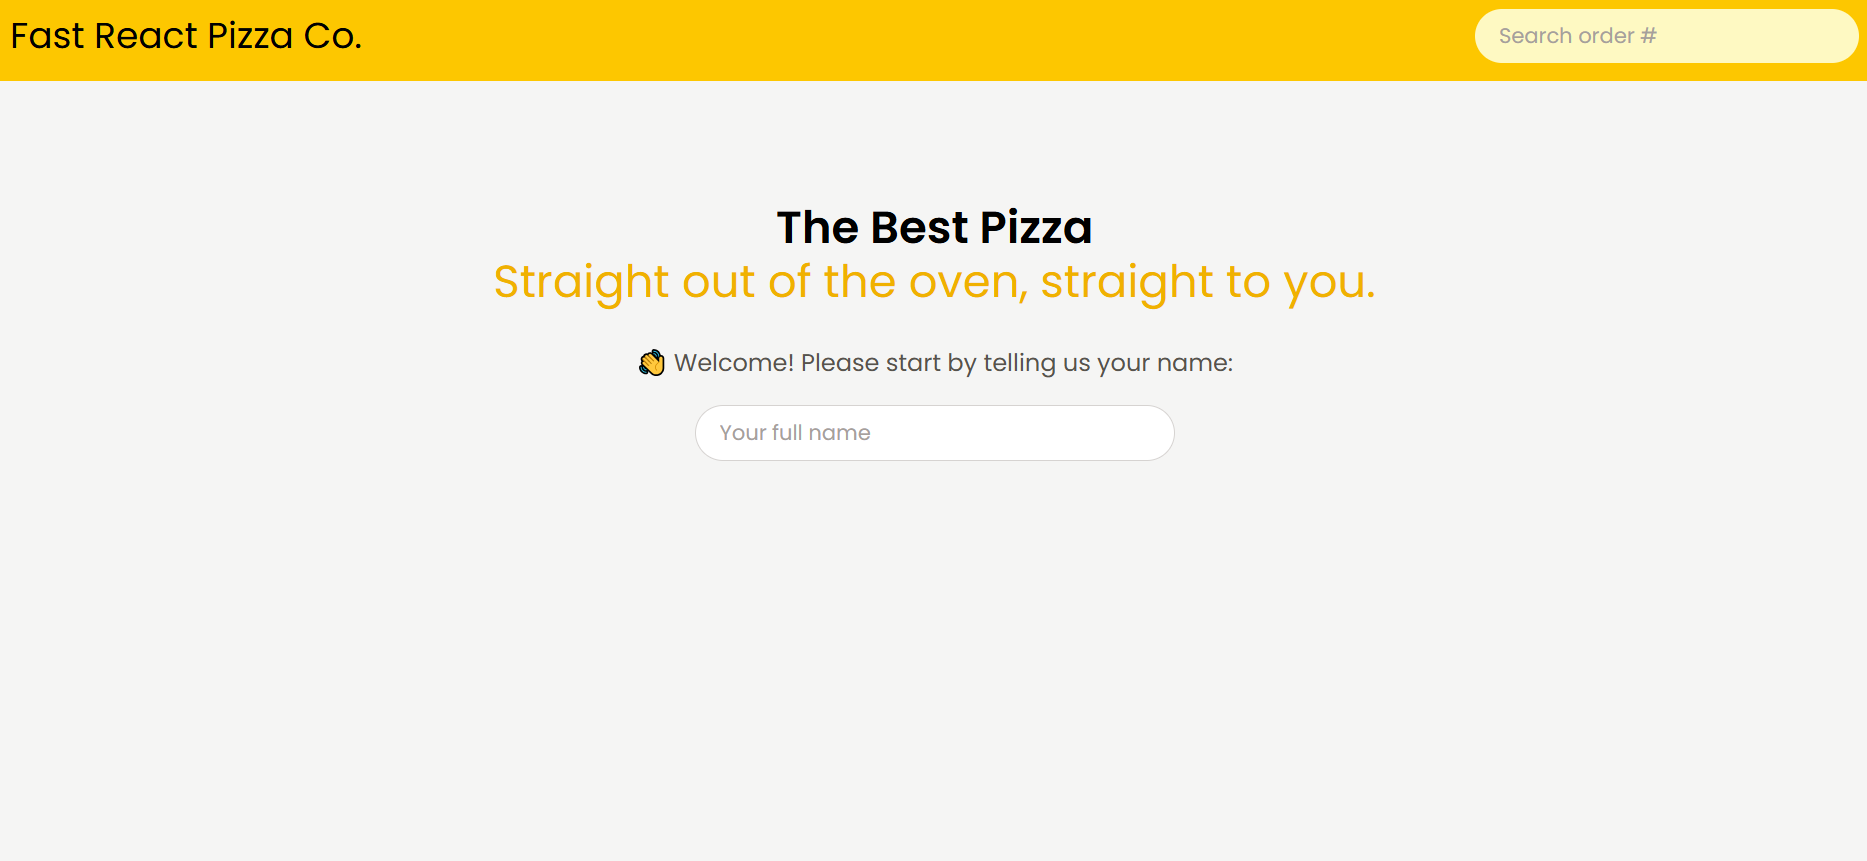 Fast React Pizza Co.
Search order #
The Best Pizza
Straight out of the oven, straight to you.
👋 Welcome! Please start by telling us your name:
Your full name